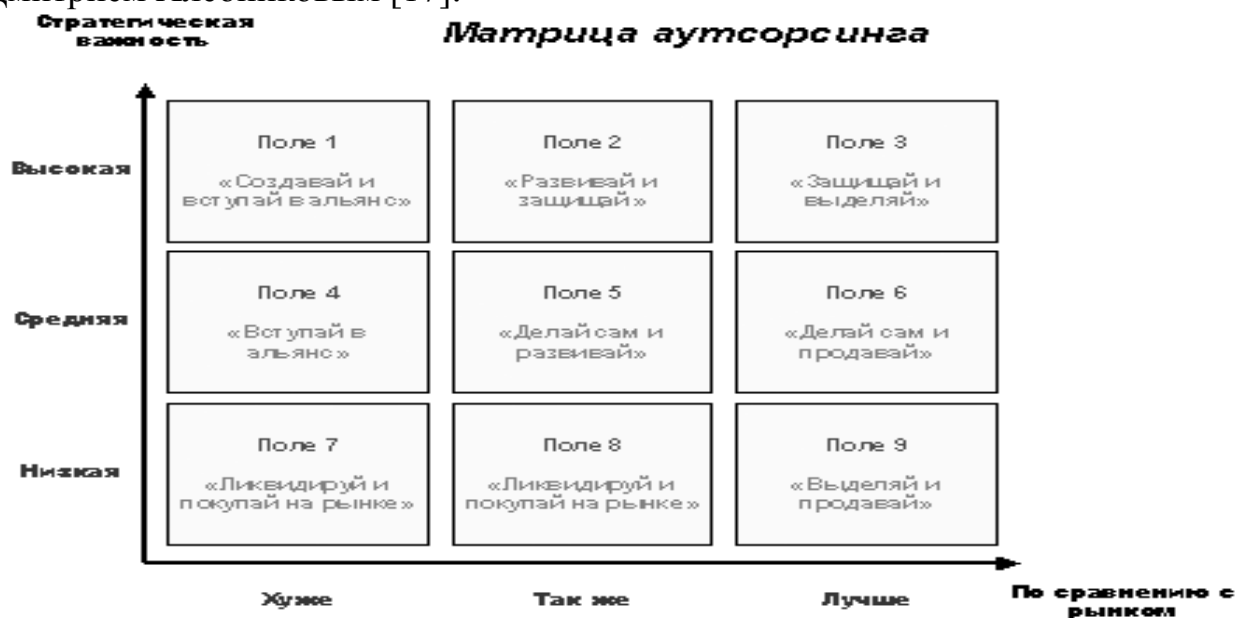 [17].
Стратегическая
важность
Матрица аутсорсинга
Высокая
Поле 1
«Создавай и
вступай в альянс»
Поле 2
«Развивай и
защищай»
Поле 3
«Защищай и
выделяй»
Средняя
Поле 4
«Вступай в
альянс»
Поле 5
«Делай сам и
развивай»
Поле 6
«Делай сам и
продавай»
Низкая
Поле 7
«Ликвидируй и
покупай на рынке»
Поле 8
«Ликвидируй и
покупай на рынке»
Поле 9
«Выделяй и
продавай»
Хуже
Так же
Лучше
По сравнению с
рынком